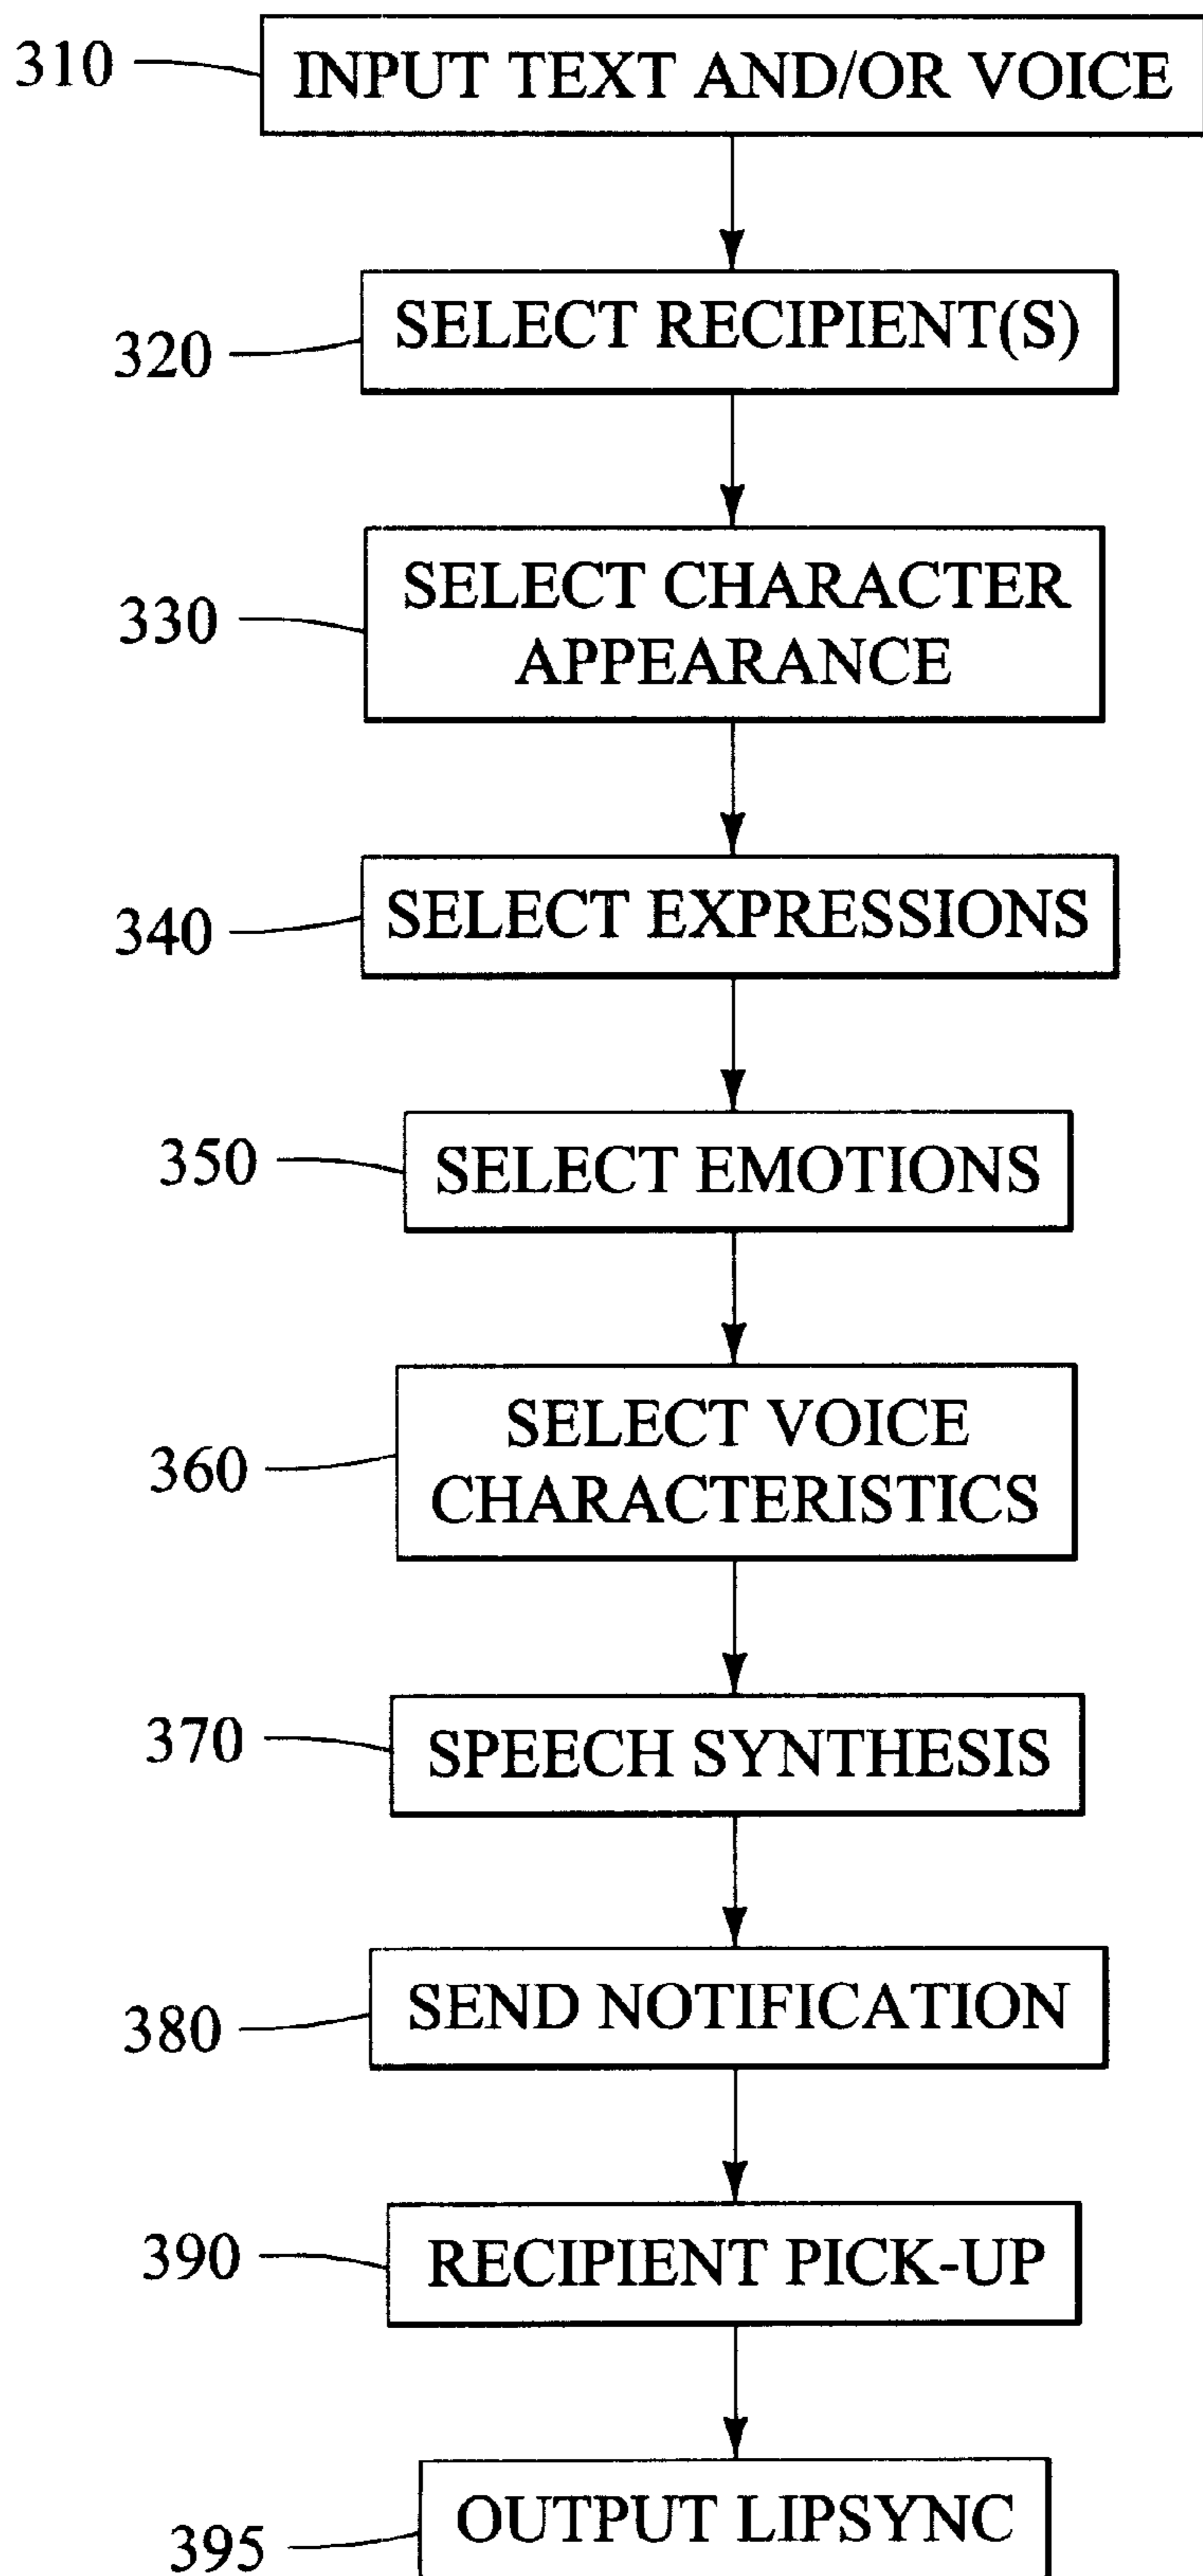 310
INPUT TEXT AND/OR VOICE
320
SELECT RECIPIENT(S)
330
SELECT CHARACTER
APPEARANCE
340
SELECT EXPRESSIONS
350
SELECT EMOTIONS
360
SELECT VOICE
CHARACTERISTICS
370
SPEECH SYNTHESIS
380
SEND NOTIFICATION
390
RECIPIENT PICK-UP
395
OUTPUT LIPSYNC